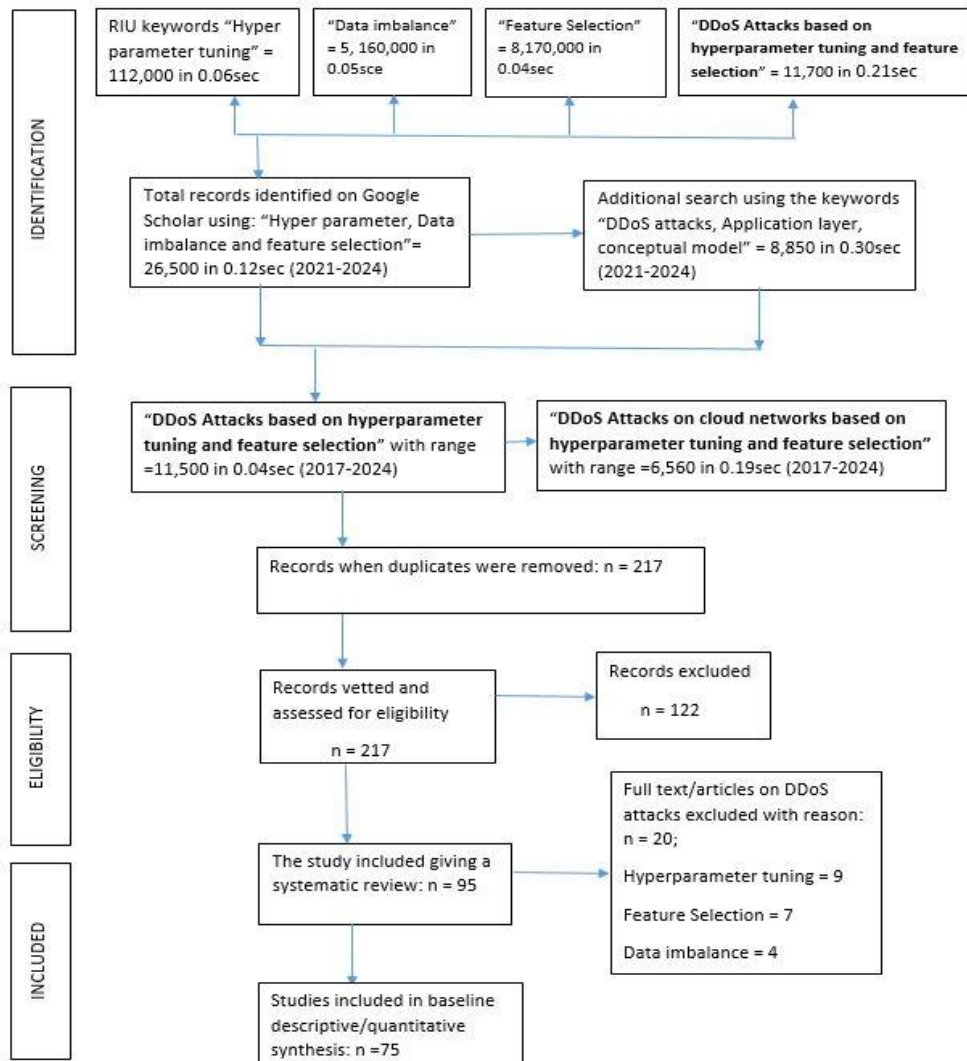 IDENTIFICATION
RIU keywords “Hyper
parameter tuning” =
112,000 in 0.06sec
“Data imbalance”
= 5, 160,000 in
0.05sce
“Feature Selection”
= 8,170,000 in
0.04sec
“DDoS Attacks based on
hyperparameter tuning and feature
selection” = 11,700 in 0.21sec
Total records identified on Google
Scholar using: “Hyper parameter, Data
imbalance and feature selection”=
26,500 in 0.12sec (2021-2024)
Additional search using the keywords
“DDoS attacks, Application layer,
conceptual model” = 8,850 in 0.30sec
(2021-2024)
SCREENING
“DDoS Attacks based on hyperparameter
tuning and feature selection” with range
=11,500 in 0.04sec (2017-2024)
“DDoS Attacks on cloud networks based on
hyperparameter tuning and feature selection”
with range =6,560 in 0.19sec (2017-2024)
Records when duplicates were removed: n = 217
ELIGIBILITY
Records vetted and
assessed for eligibility
n = 217
Records excluded
n = 122
Full text/articles on DDoS
attacks excluded with reason:
n = 20;
Hyperparameter tuning = 9
Feature Selection = 7
Data imbalance = 4
INCLUDED
The study included giving a
systematic review: n = 95
Studies included in baseline
descriptive/quantitative
synthesis: n =75